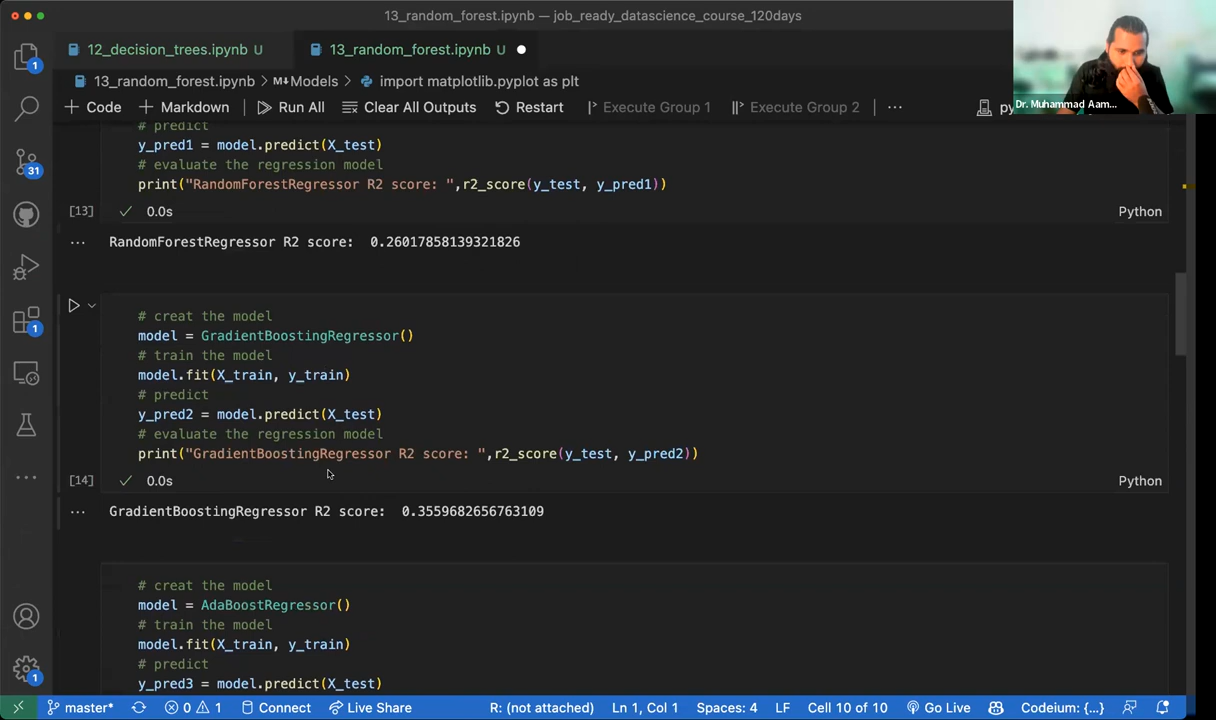 13_random_forest.ipynb — job_ready_datascience_course_120days
12_decision_trees.ipynb U
13_random_forest.ipynb U
13_random_forest.ipynb > M↓Models > import matplotlib.pyplot as plt
+ Code + Markdown Run All Clear All Outputs Restart Execute Group 1 Execute Group 2 ... py
Dr. Muhammad Aam...
1
31
1
1
# predict
y_pred1 = model.predict(X_test)
# evaluate the regression model
print("RandomForestRegressor R2 score: ",r2_score(y_test, y_pred1))
[13] 0.0s Python
... RandomForestRegressor R2 score: 0.26017858139321826
# creat the model
model = GradientBoostingRegressor()
# train the model
model.fit(X_train, y_train)
# predict
y_pred2 = model.predict(X_test)
# evaluate the regression model
print("GradientBoostingRegressor R2 score: ",r2_score(y_test, y_pred2))
[14] 0.0s Python
... GradientBoostingRegressor R2 score: 0.3559682656763109
# creat the model
model = AdaBoostRegressor()
# train the model
model.fit(X_train, y_train)
# predict
y_pred3 = model.predict(X_test)
master* 0 1 Connect Live Share R: (not attached) Ln 1, Col 1 Spaces: 4 LF Cell 10 of 10 Go Live Codeium: {...}